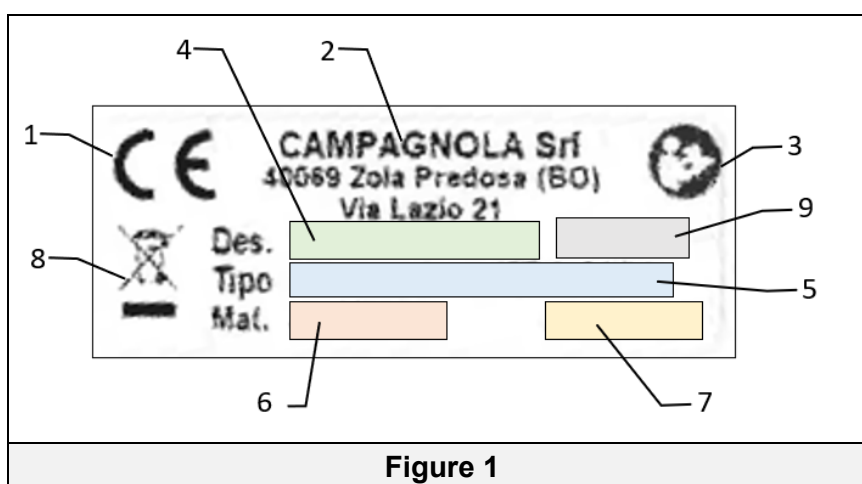 4
2
1
CE
CAMPAGNOLA Srl
3
40069 Zola Predosa (BO)
Via Lazio 21
9
8
Des.
Tipo
5
Mat.
6
7
Figure 1